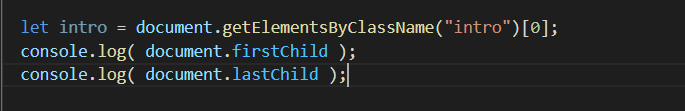 let intro = document.getElementsByClassName("intro")[0];
console.log( document.firstChild );
console.log( document.lastChild );